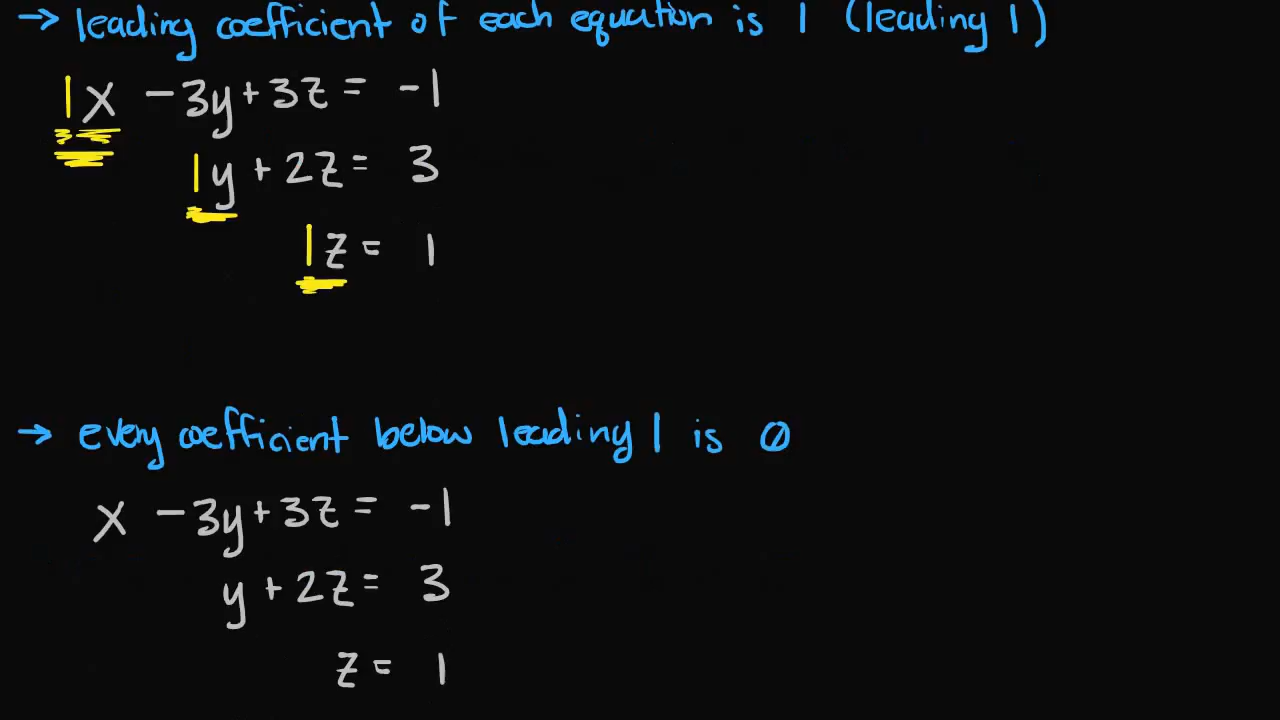 → leading coefficient of each equation is 1 (leading 1)
1x - 3y + 3z = -1
1y + 2z = 3
1z = 1
→ every coefficient below leading 1 is 0
x - 3y + 3z = -1
y + 2z = 3
z = 1